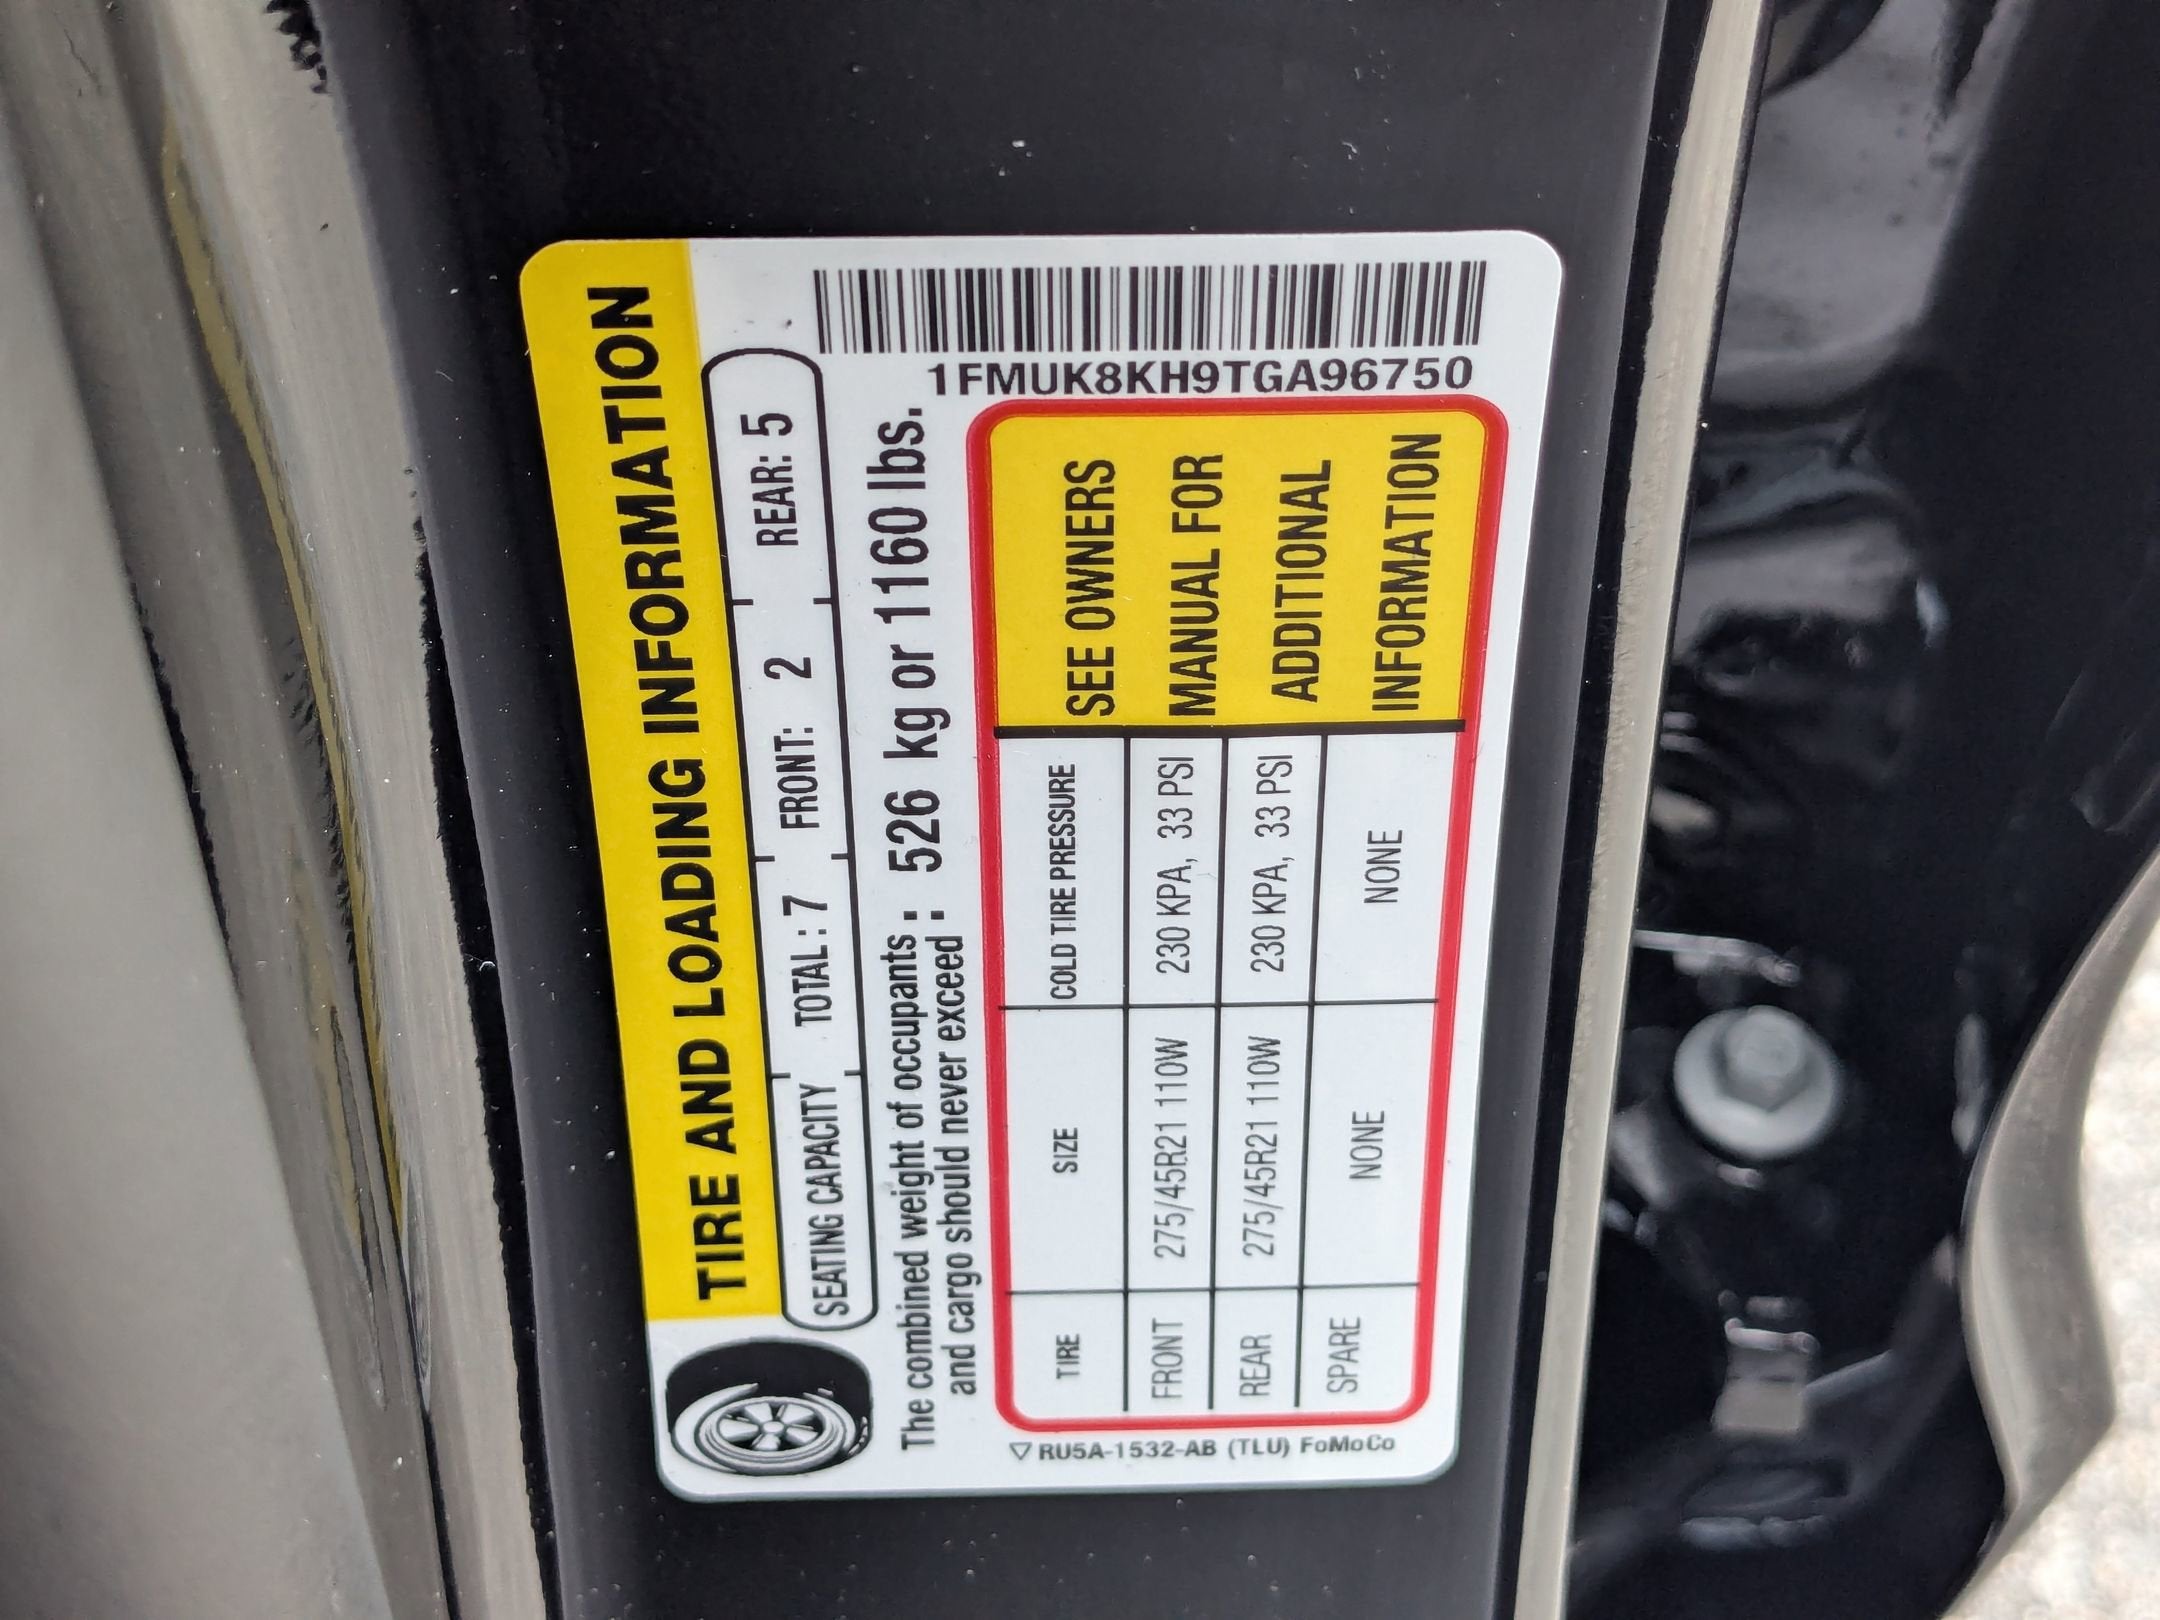 TIRE AND LOADING INFORMATION
SEATING CAPACITY TOTAL : 7 FRONT: 2 REAR: 5
The combined weight of occupants : 526 kg or 1160 lbs.
and cargo should never exceed :
1FMUK8KH9TGA96750
TIRE SIZE COLD TIRE PRESSURE
FRONT 275/45R21 110W 230 KPA, 33 PSI
REAR 275/45R21 110W 230 KPA, 33 PSI
SPARE NONE NONE
SEE OWNERS
MANUAL FOR
ADDITIONAL
INFORMATION
RU5A-1532-AB (TLU) FoMoCo